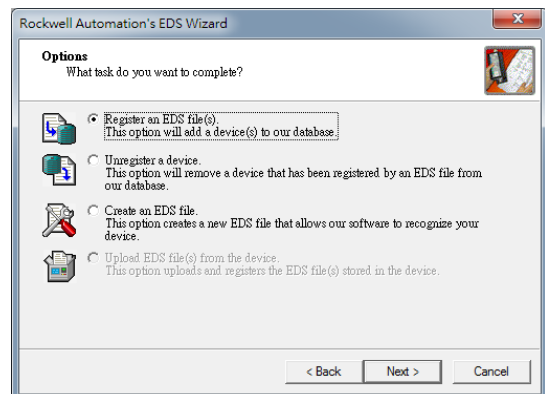 Rockwell Automation's EDS Wizard
Options
What task do you want to complete?
Register an EDS file(s).
This option will add a device(s) to our database.
Unregister a device.
This option will remove a device that has been registered by an EDS file from
our database.
Create an EDS file.
This option creates a new EDS file that allows our software to recognize your
device.
Upload EDS file(s) from the device.
This option uploads and registers the EDS file(s) stored in the device.
< Back
Next >
Cancel